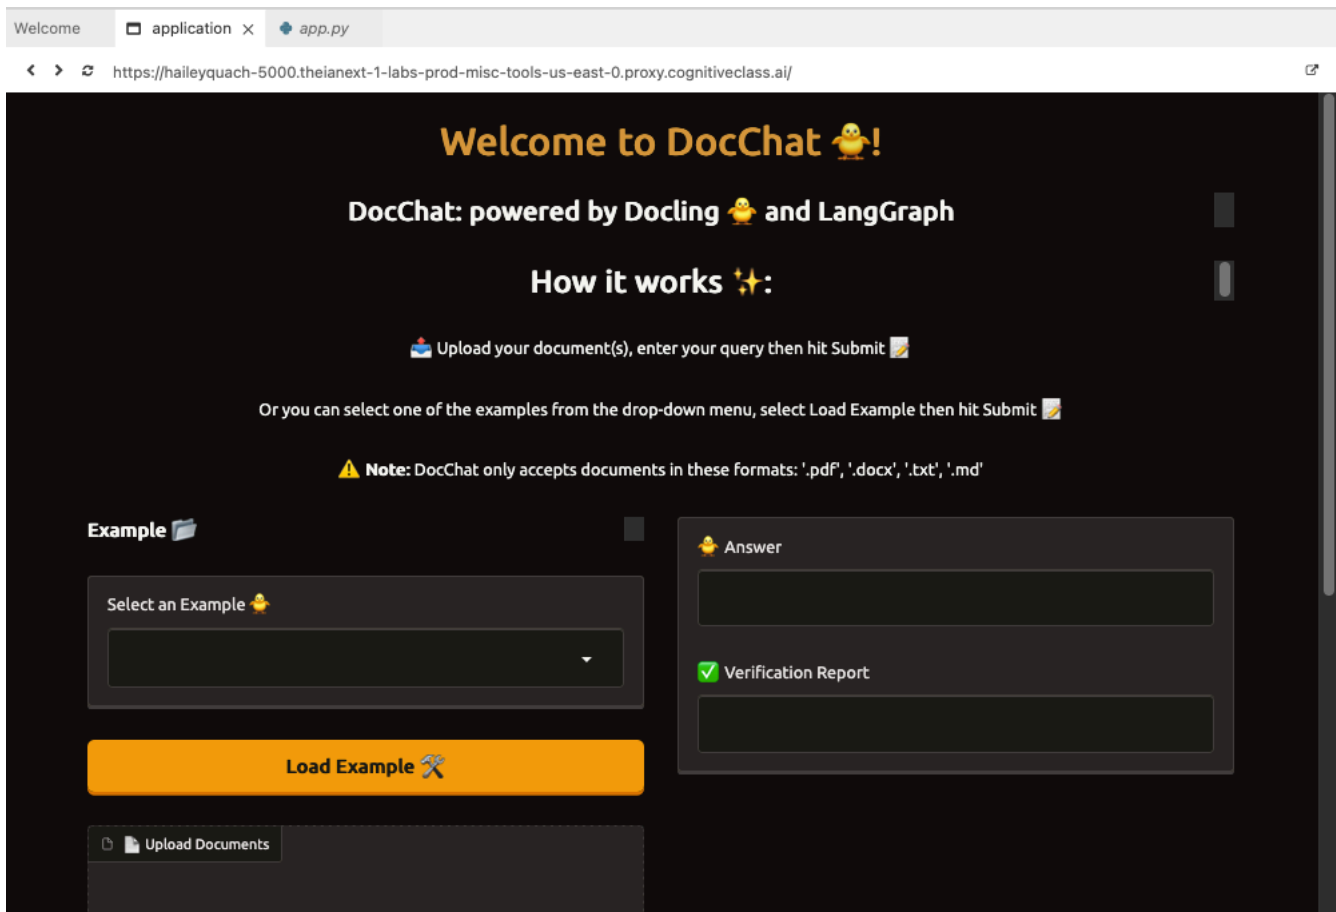 Welcome
application
app.py
https://haileyquach-5000.theianext-1-labs-prod-misc-tools-us-east-0.proxy.cognitiveclass.ai/
Welcome to DocChat 🐥!
DocChat: powered by Docling 🐥 and LangGraph
How it works ✨:
📤 Upload your document(s), enter your query then hit Submit 📝
Or you can select one of the examples from the drop-down menu, select Load Example then hit Submit 📝
⚠️ Note: DocChat only accepts documents in these formats: '.pdf', '.docx', '.txt', '.md'
Example 📂
Select an Example 🐥
Load Example 🛠️
📄 Upload Documents
🐥 Answer
✅ Verification Report